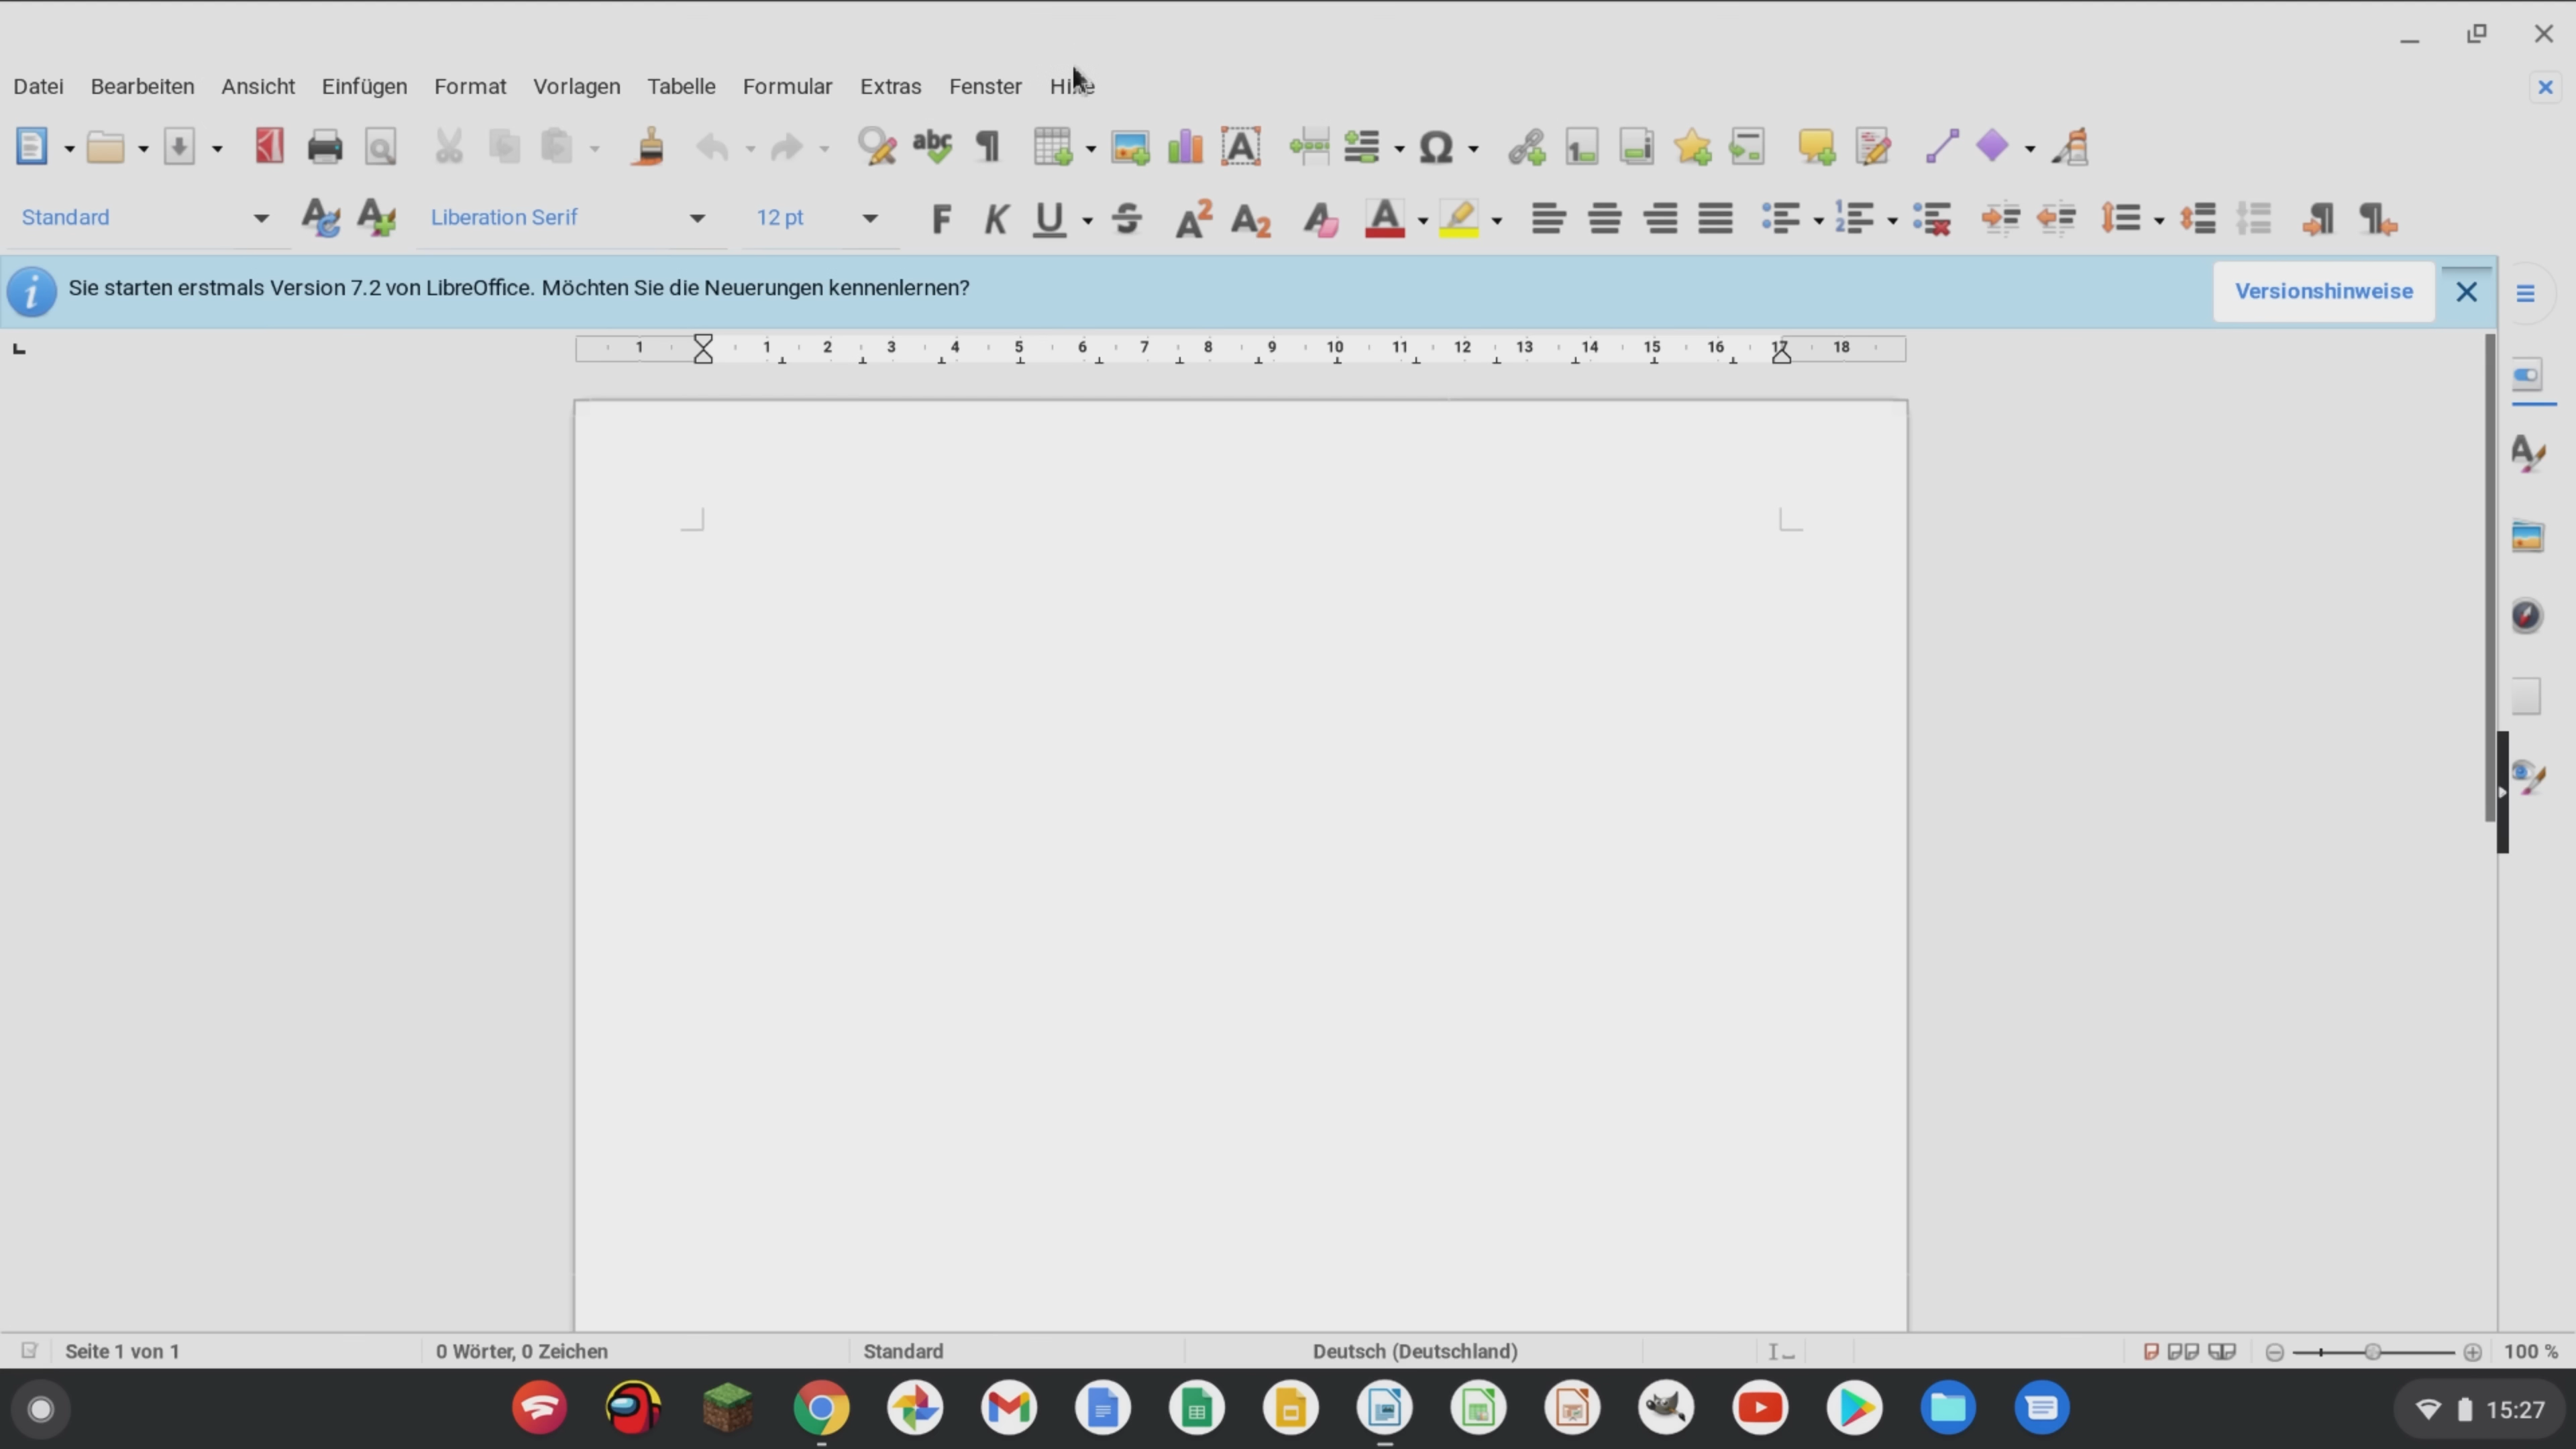 Datei Bearbeiten Ansicht Einfügen Format Vorlagen Tabelle Formular Extras Fenster Hilfe
Standard Liberation Serif 12 pt F K U S
Sie starten erstmals Version 7.2 von LibreOffice. Möchten Sie die Neuerungen kennenlernen? Versionshinweise
1 1 2 3 4 5 6 7 8 9 10 11 12 13 14 15 16 17 18
Seite 1 von 1 0 Wörter, 0 Zeichen Standard Deutsch (Deutschland) 100 %
15:27